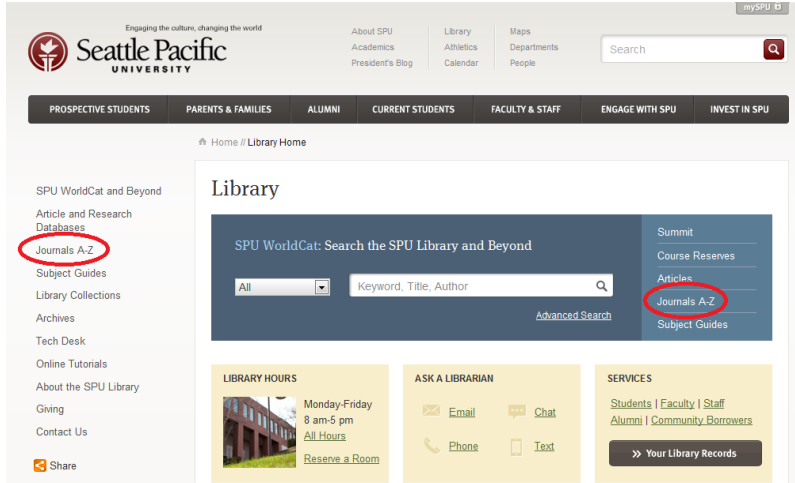 mySPU
Engaging the culture, changing the world
Seattle Pacific
UNIVERSITY
About SPU
Academics
President's Blog
Library
Athletics
Calendar
Maps
Departments
People
Search
PROSPECTIVE STUDENTS PARENTS & FAMILIES ALUMNI CURRENT STUDENTS FACULTY & STAFF ENGAGE WITH SPU INVEST IN SPU
Home // Library Home
SPU WorldCat and Beyond
Article and Research
Databases
Journals A-Z
Subject Guides
Library Collections
Archives
Tech Desk
Online Tutorials
About the SPU Library
Giving
Contact Us
Share
Library
SPU WorldCat: Search the SPU Library and Beyond
All Keyword, Title, Author
Advanced Search
Summit
Course Reserves
Articles
Journals A-Z
Subject Guides
LIBRARY HOURS
Monday-Friday
8 am-5 pm
All Hours
Reserve a Room
ASK A LIBRARIAN
Email Chat
Phone Text
SERVICES
Students | Faculty | Staff
Alumni | Community Borrowers
>> Your Library Records